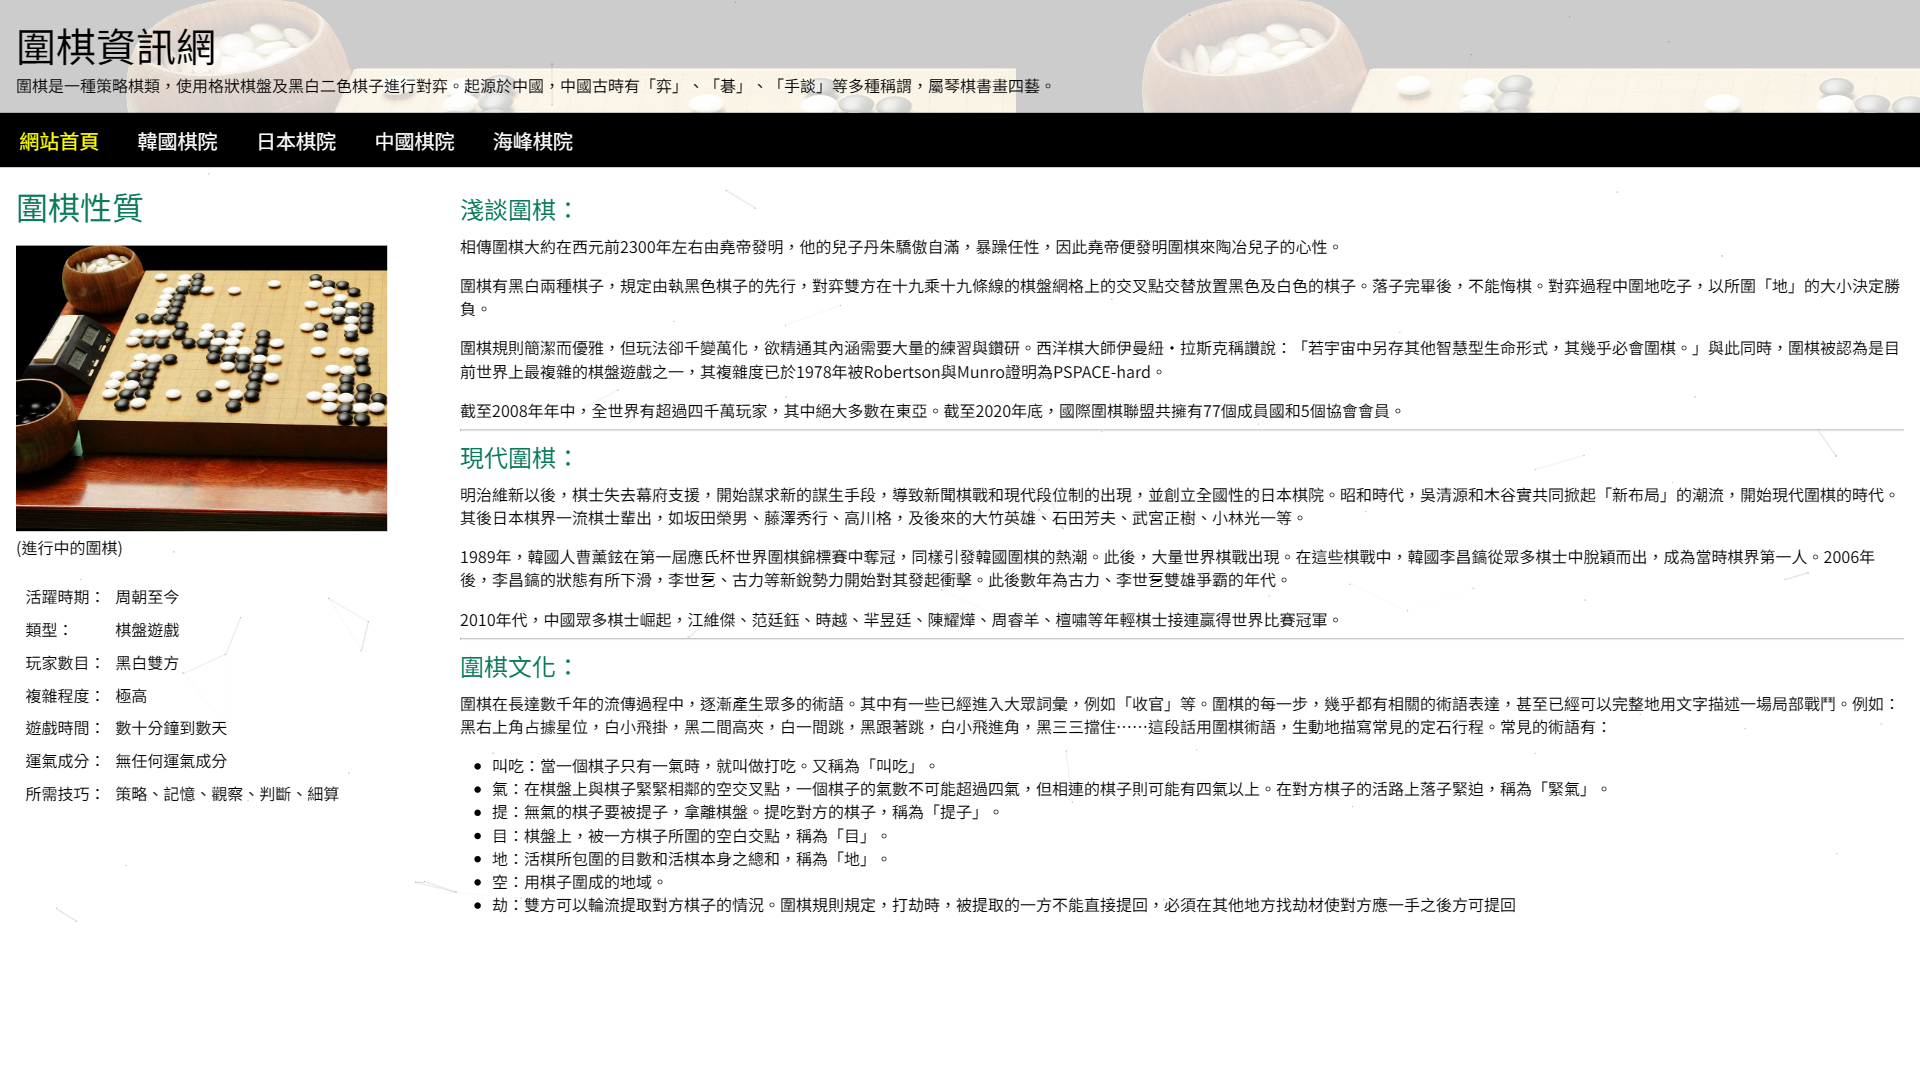 圍棋資訊網
圍棋是一種策略棋類，使用格狀棋盤及黑白二色棋子進行對弈。起源於中國，中國古時有「弈」、「碁」、「手談」等多種稱謂，屬琴棋書畫四藝。
網站首頁 韓國棋院 日本棋院 中國棋院 海峰棋院
圍棋性質
(進行中的圍棋)
活躍時期： 周朝至今
類型： 棋盤遊戲
玩家數目： 黑白雙方
複雜程度： 極高
遊戲時間： 數十分鐘到數天
運氣成分： 無任何運氣成分
所需技巧： 策略、記憶、觀察、判斷、細算
淺談圍棋：
相傳圍棋大約在西元前2300年左右由堯帝發明，他的兒子丹朱驕傲自滿，暴躁任性，因此堯帝便發明圍棋來陶冶兒子的心性。
圍棋有黑白兩種棋子，規定由執黑色棋子的先行，對弈雙方在十九乘十九條線的棋盤網格上的交叉點交替放置黑色及白色的棋子。落子完畢後，不能悔棋。對弈過程中圍地吃子，以所圍「地」的大小決定勝
負。
圍棋規則簡潔而優雅，但玩法卻千變萬化，欲精通其內涵需要大量的練習與鑽研。西洋棋大師伊曼紐・拉斯克稱讚說：「若宇宙中另存其他智慧型生命形式，其幾乎必會圍棋。」與此同時，圍棋被認為是目
前世界上最複雜的棋盤遊戲之一，其複雜度已於1978年被Robertson與Munro證明為PSPACE-hard。
截至2008年年中，全世界有超過四千萬玩家，其中絕大多數在東亞。截至2020年底，國際圍棋聯盟共擁有77個成員國和5個協會會員。
現代圍棋：
明治維新以後，棋士失去幕府支援，開始謀求新的謀生手段，導致新聞棋戰和現代段位制的出現，並創立全國性的日本棋院。昭和時代，吳清源和木谷實共同掀起「新布局」的潮流，開始現代圍棋的時代。
其後日本棋界一流棋士輩出，如坂田榮男、藤澤秀行、高川格，及後來的大竹英雄、石田芳夫、武宮正樹、小林光一等。
1989年，韓國人曹薰鉉在第一屆應氏杯世界圍棋錦標賽中奪冠，同樣引發韓國圍棋的熱潮。此後，大量世界棋戰出現。在這些棋戰中，韓國李昌鎬從眾多棋士中脫穎而出，成為當時棋界第一人。2006年
後，李昌鎬的狀態有所下滑，李世乭、古力等新銳勢力開始對其發起衝擊。此後數年為古力、李世乭雙雄爭霸的年代。
2010年代，中國眾多棋士崛起，江維傑、范廷鈺、時越、羋昱廷、陳耀燁、周睿羊、檀嘯等年輕棋士接連贏得世界比賽冠軍。
圍棋文化：
圍棋在長達數千年的流傳過程中，逐漸產生眾多的術語。其中有一些已經進入大眾詞彙，例如「收官」等。圍棋的每一步，幾乎都有相關的術語表達，甚至已經可以完整地用文字描述一場局部戰鬥。例如：
黑右上角占據星位，白小飛掛，黑二間高夾，白一間跳，黑跟著跳，白小飛進角，黑三三擋住⋯⋯這段話用圍棋術語，生動地描寫常見的定石行程。常見的術語有：
• 叫吃：當一個棋子只有一氣時，就叫做打吃。又稱為「叫吃」。
• 氣：在棋盤上與棋子緊緊相鄰的空交叉點，一個棋子的氣數不可能超過四氣，但相連的棋子則可能有四氣以上。在對方棋子的活路上落子緊迫，稱為「緊氣」。
• 提：無氣的棋子要被提子，拿離棋盤。提吃對方的棋子，稱為「提子」。
• 目：棋盤上，被一方棋子所圍的空白交點，稱為「目」。
• 地：活棋所包圍的目數和活棋本身之總和，稱為「地」。
• 空：用棋子圍成的地域。
• 劫：雙方可以輪流提取對方棋子的情況。圍棋規則規定，打劫時，被提取的一方不能直接提回，必須在其他地方找劫材使對方應一手之後方可提回